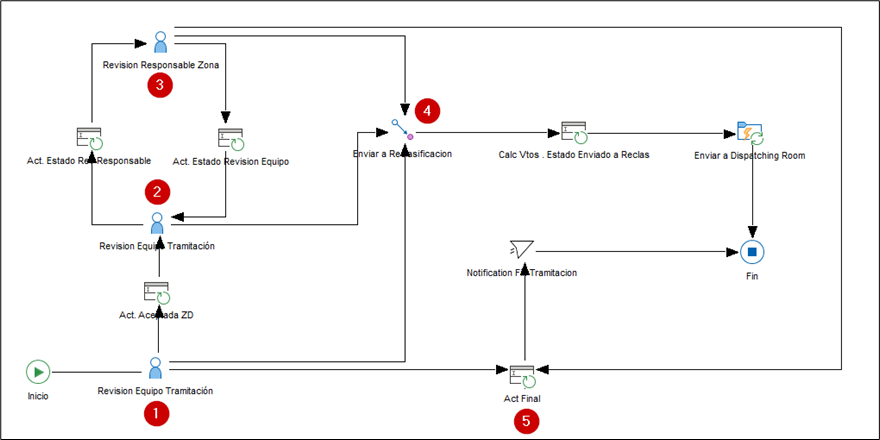 Revision Responsable Zona
3
4
Act. Estado Rev Responsable
Act. Estado Revision Equipo
Enviar a Reclasificacion
Calc Vtos . Estado Enviado a Reclas
Enviar a Dispatching Room
2
Revision Equipo Tramitación
Notification Fin Tramitacion
Fin
Act. Aceptada ZD
Inicio
Revision Equipo Tramitación
Act Final
1
5